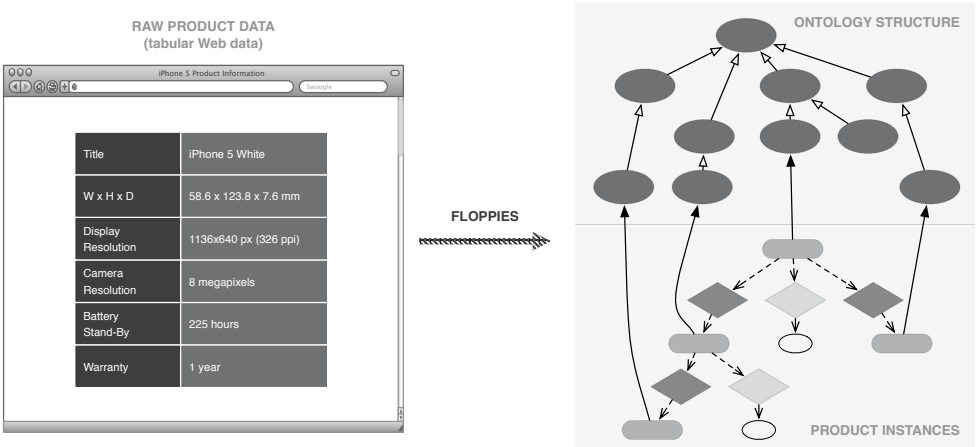 RAW PRODUCT DATA
(tabular Web data)
iPhone 5 Product Information
Swoogle
Title
iPhone 5 White
W x H x D
58.6 x 123.8 x 7.6 mm
Display
Resolution
1136x640 px (326 ppi)
Camera
Resolution
8 megapixels
Battery
Stand-By
225 hours
Warranty
1 year
FLOPPIES
ONTOLOGY STRUCTURE
PRODUCT INSTANCES